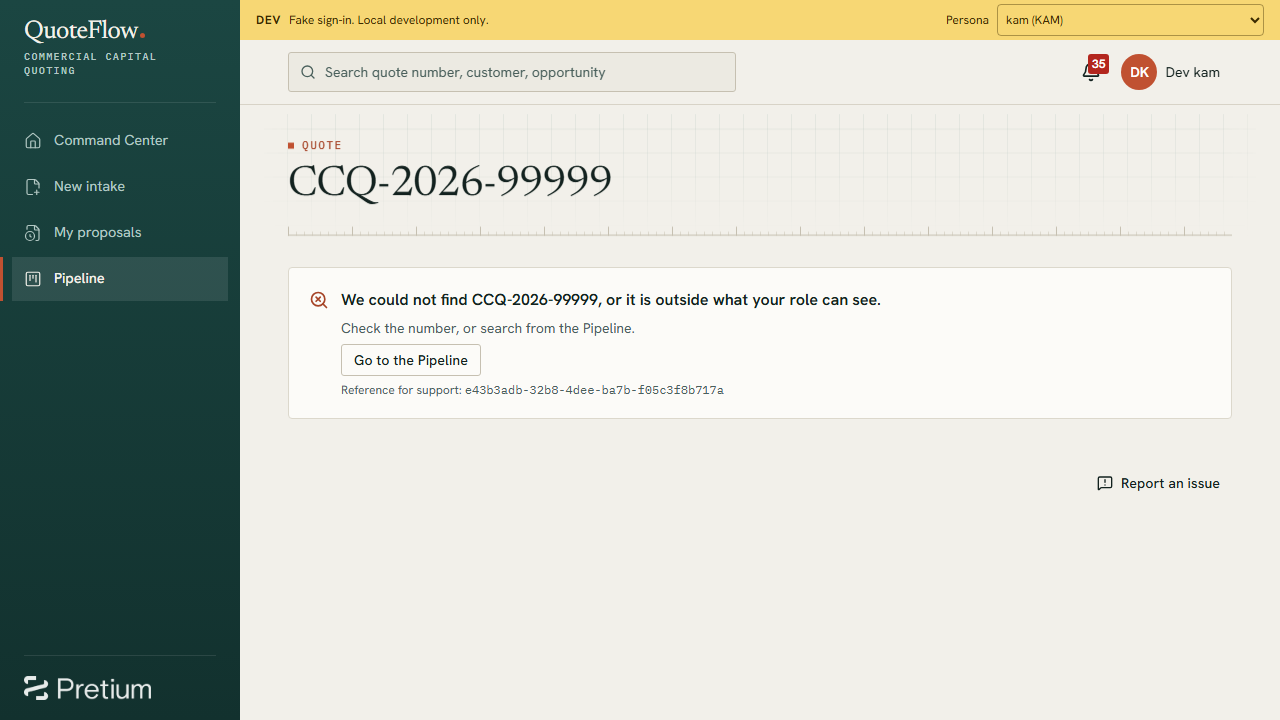 QuoteFlow.
COMMERCIAL CAPITAL
QUOTING
Command Center
New intake
My proposals
Pipeline
Pretium
DEV Fake sign-in. Local development only.
Persona kam (KAM)
Search quote number, customer, opportunity
35
DK Dev kam
QUOTE
CCQ-2026-99999
We could not find CCQ-2026-99999, or it is outside what your role can see.
Check the number, or search from the Pipeline.
Go to the Pipeline
Reference for support: e43b3adb-32b8-4dee-ba7b-f05c3f8b717a
Report an issue